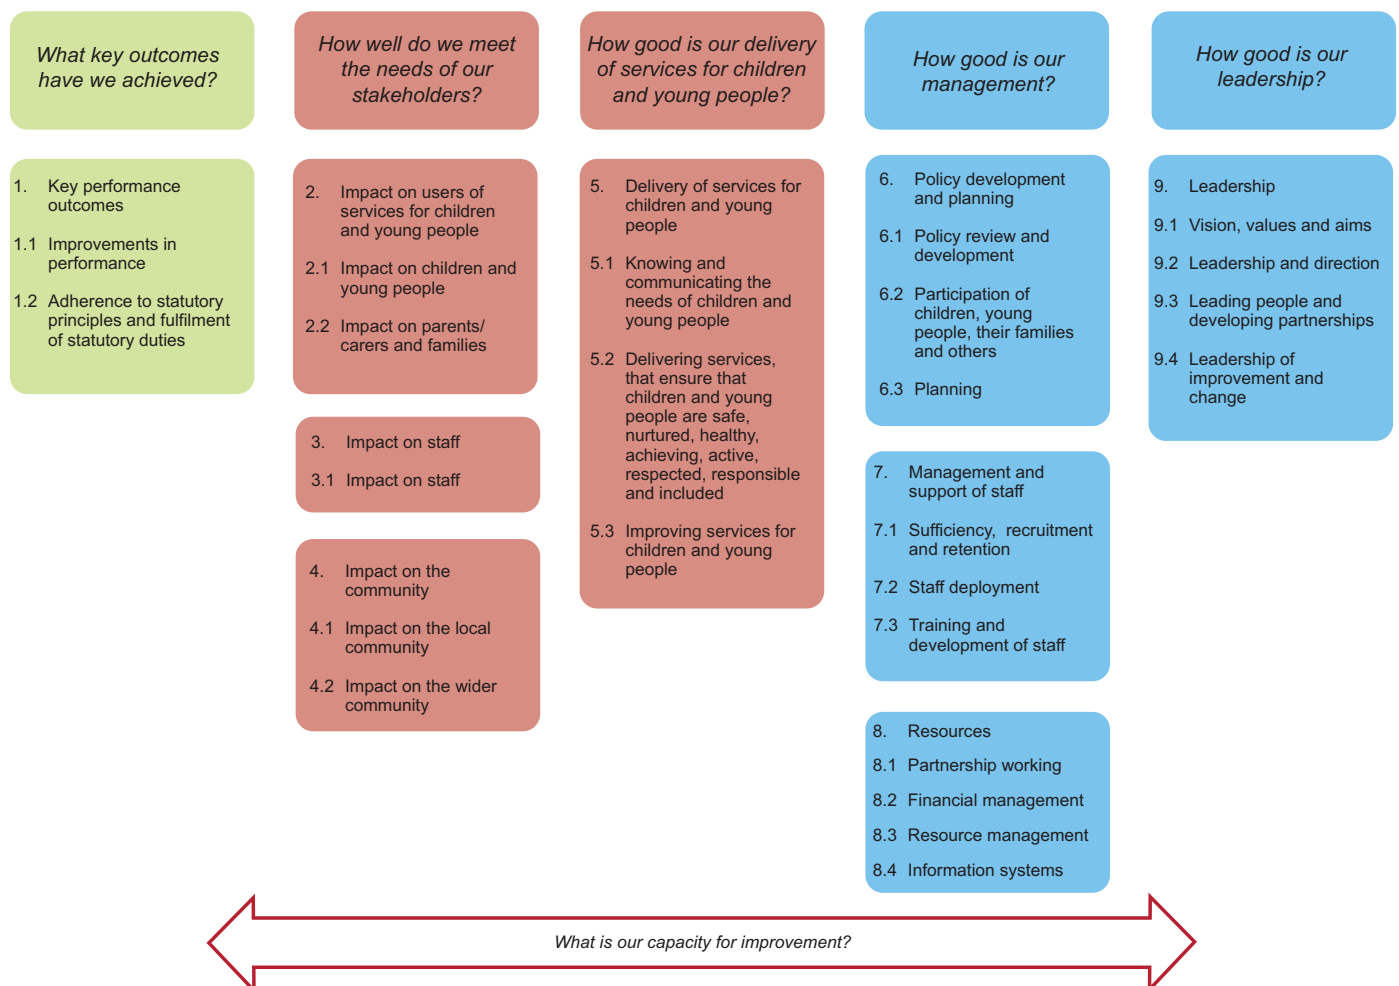 What key outcomes
have we achieved?
How well do we meet
the needs of our
stakeholders?
How good is our delivery
of services for children
and young people?
How good is our
management?
How good is our
leadership?
1. Key performance
outcomes
1.1 Improvements in
performance
1.2 Adherence to statutory
principles and fulfilment
of statutory duties
2. Impact on users of
services for children
and young people
2.1 Impact on children and
young people
2.2 Impact on parents/
carers and families
3. Impact on staff
3.1 Impact on staff
4. Impact on the
community
4.1 Impact on the local
community
4.2 Impact on the wider
community
5. Delivery of services for
children and young
people
5.1 Knowing and
communicating the
needs of children and
young people
5.2 Delivering services,
that ensure that
children and young
people are safe,
nurtured, healthy,
achieving, active,
respected, responsible
and included
5.3 Improving services for
children and young
people
6. Policy development
and planning
6.1 Policy review and
development
6.2 Participation of
children, young
people, their families
and others
6.3 Planning
7. Management and
support of staff
7.1 Sufficiency, recruitment
and retention
7.2 Staff deployment
7.3 Training and
development of staff
8. Resources
8.1 Partnership working
8.2 Financial management
8.3 Resource management
8.4 Information systems
9. Leadership
9.1 Vision, values and aims
9.2 Leadership and direction
9.3 Leading people and
developing partnerships
9.4 Leadership of
improvement and
change
What is our capacity for improvement?